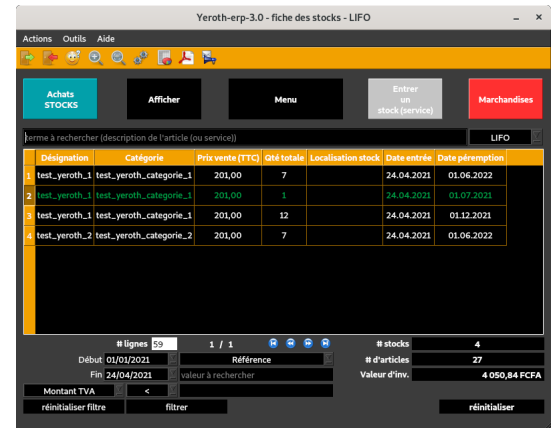 Yeroth-erp-3.0 - fiche des stocks - LIFO
Actions Outils Aide
Achats STOCKS Afficher Menu Entrer un stock (service) Marchandises
terme à rechercher (description de l'article (ou service)) LIFO
Désignation Catégorie Prix vente (TTC) Qté totale Localisation stock Date entrée Date péremption
1 test_yeroth_1 test_yeroth_categorie_1 201,00 7 24.04.2021 01.06.2022
2 test_yeroth_1 test_yeroth_categorie_1 201,00 1 24.04.2021 01.07.2021
3 test_yeroth_1 test_yeroth_categorie_1 201,00 12 24.04.2021 01.12.2021
4 test_yeroth_2 test_yeroth_categorie_2 201,00 7 24.04.2021 01.06.2022
# lignes 59 1 / 1 # stocks 4
Début 01/01/2021 Référence # d'articles 27
Fin 24/04/2021 valeur à rechercher Valeur d'inv. 4 050,84 FCFA
Montant TVA <
réinitialiser filtre filtrer réinitialiser